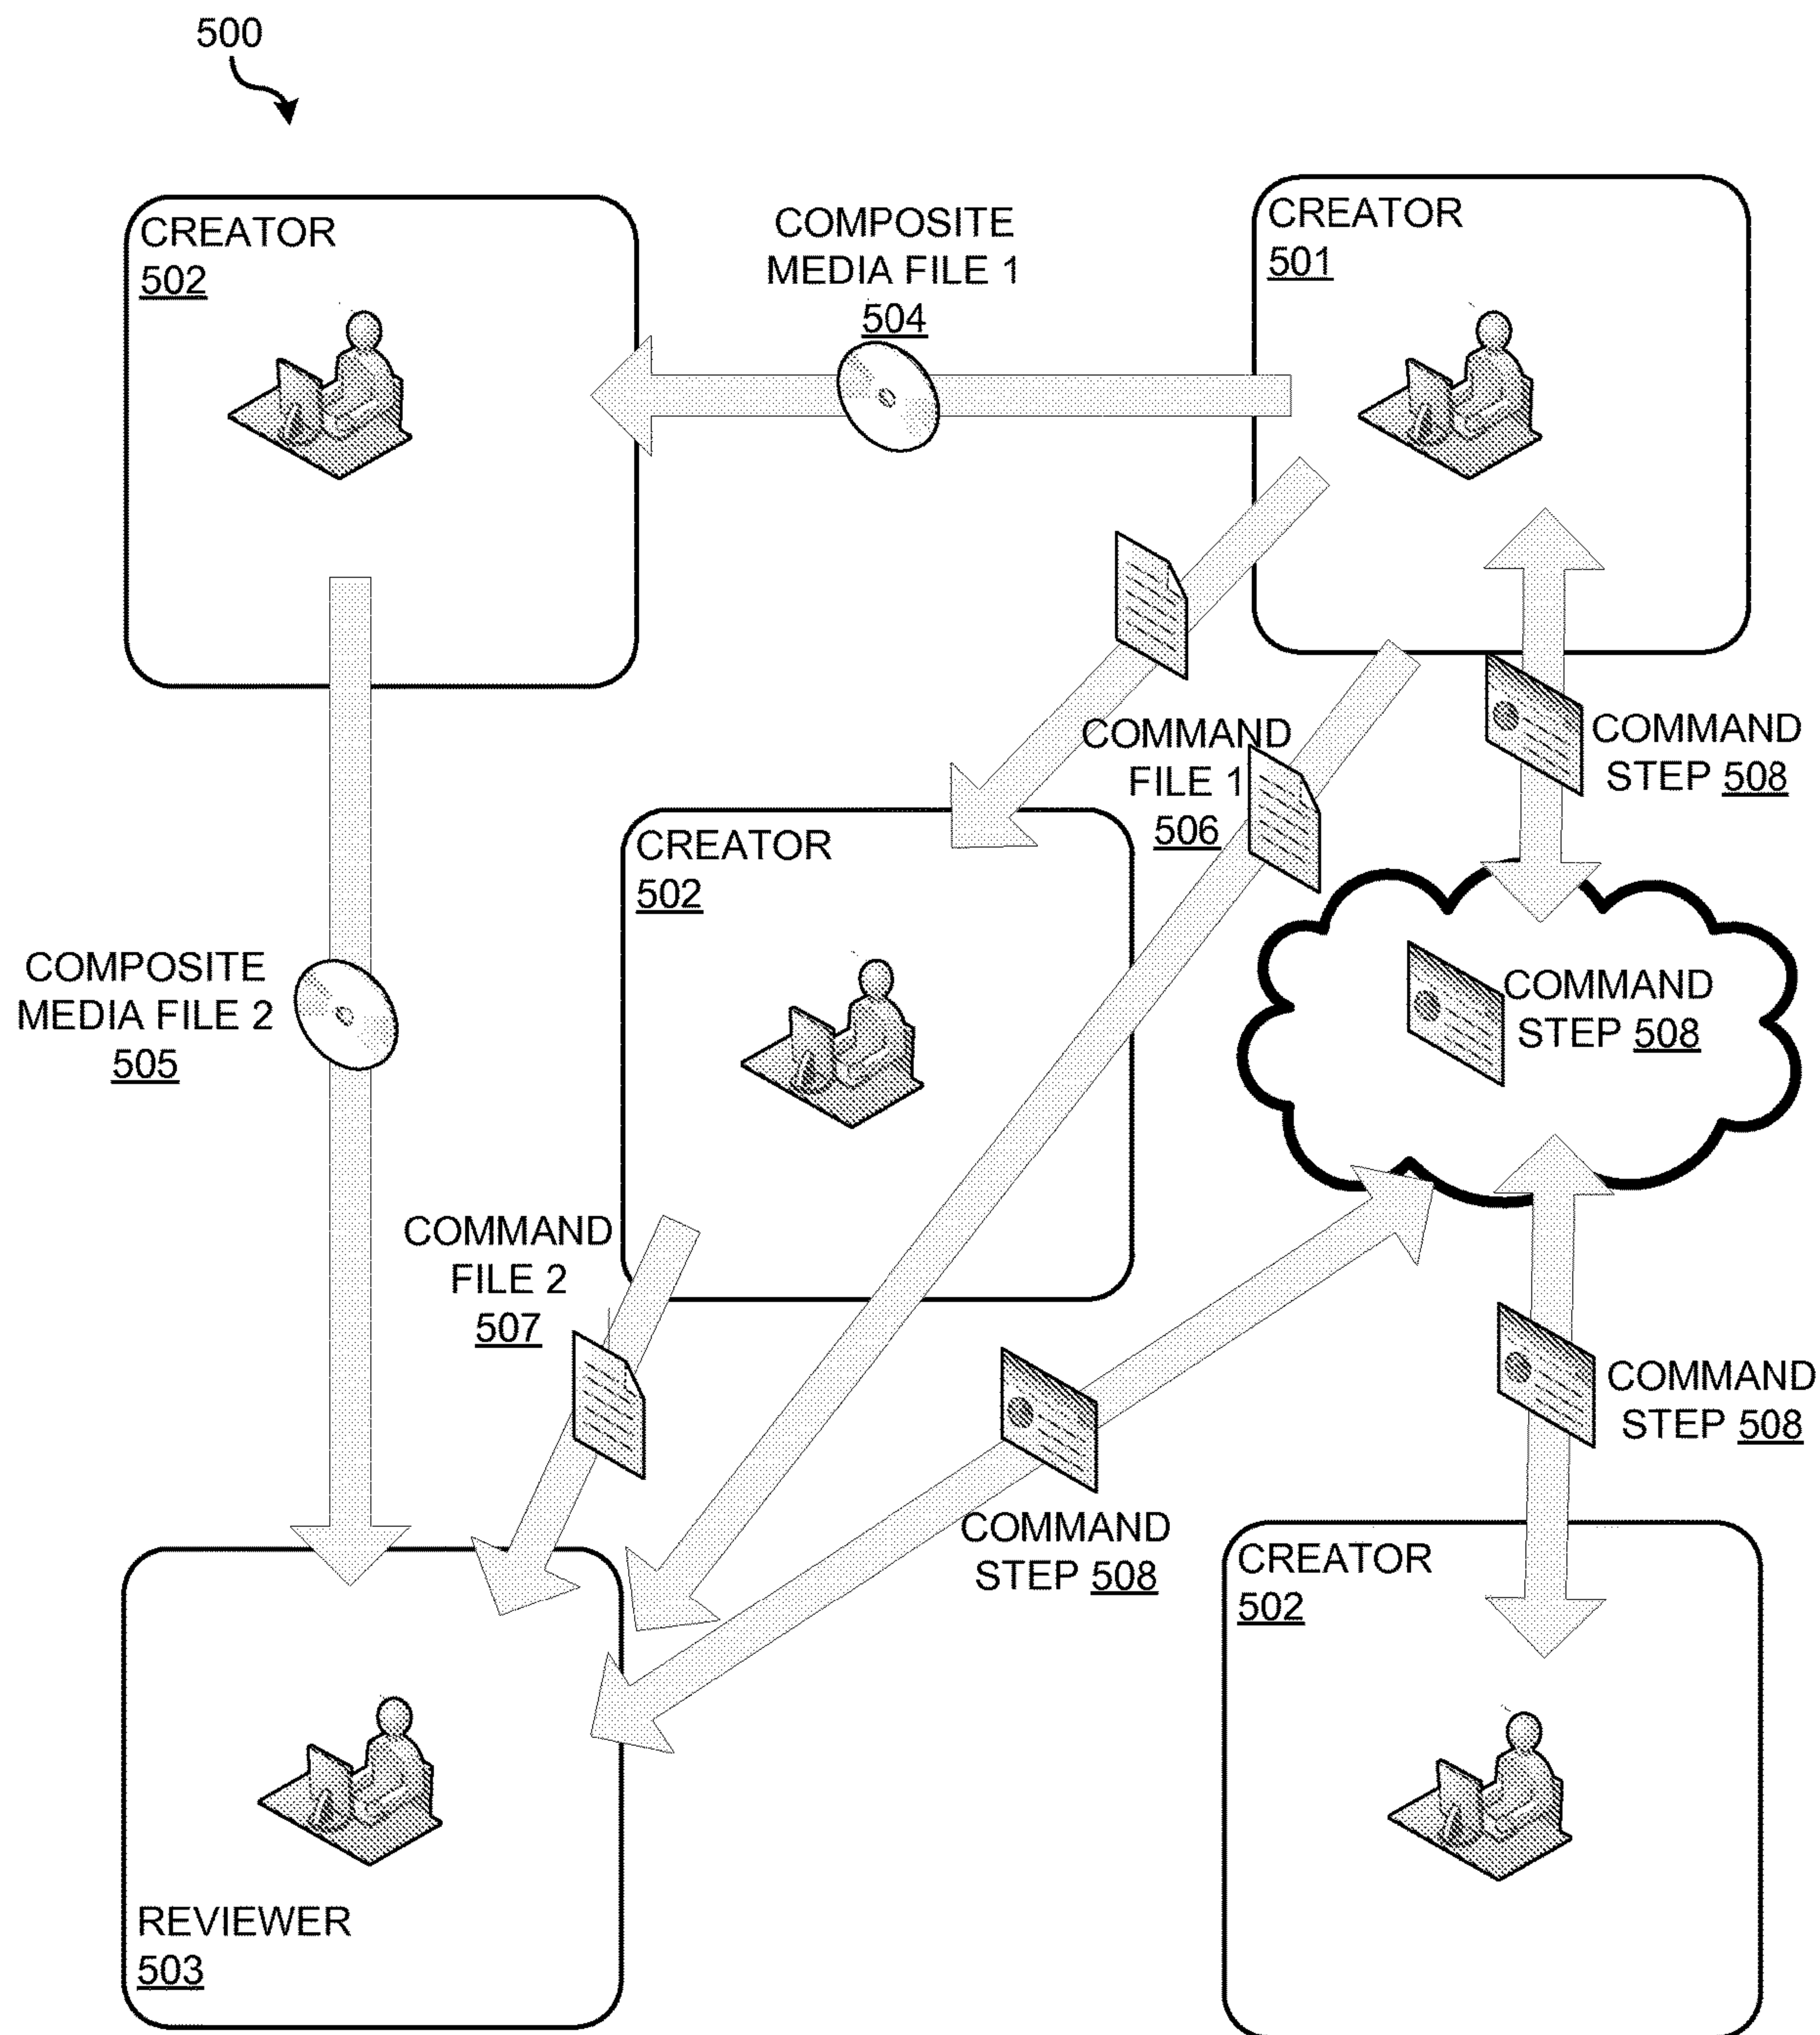 500
CREATOR
502
COMPOSITE
MEDIA FILE 1
504
CREATOR
501
COMMAND
FILE 1
506
COMMAND
STEP 508
CREATOR
502
COMPOSITE
MEDIA FILE 2
505
COMMAND
STEP 508
COMMAND
FILE 2
507
COMMAND
STEP 508
COMMAND
STEP 508
CREATOR
502
REVIEWER
503